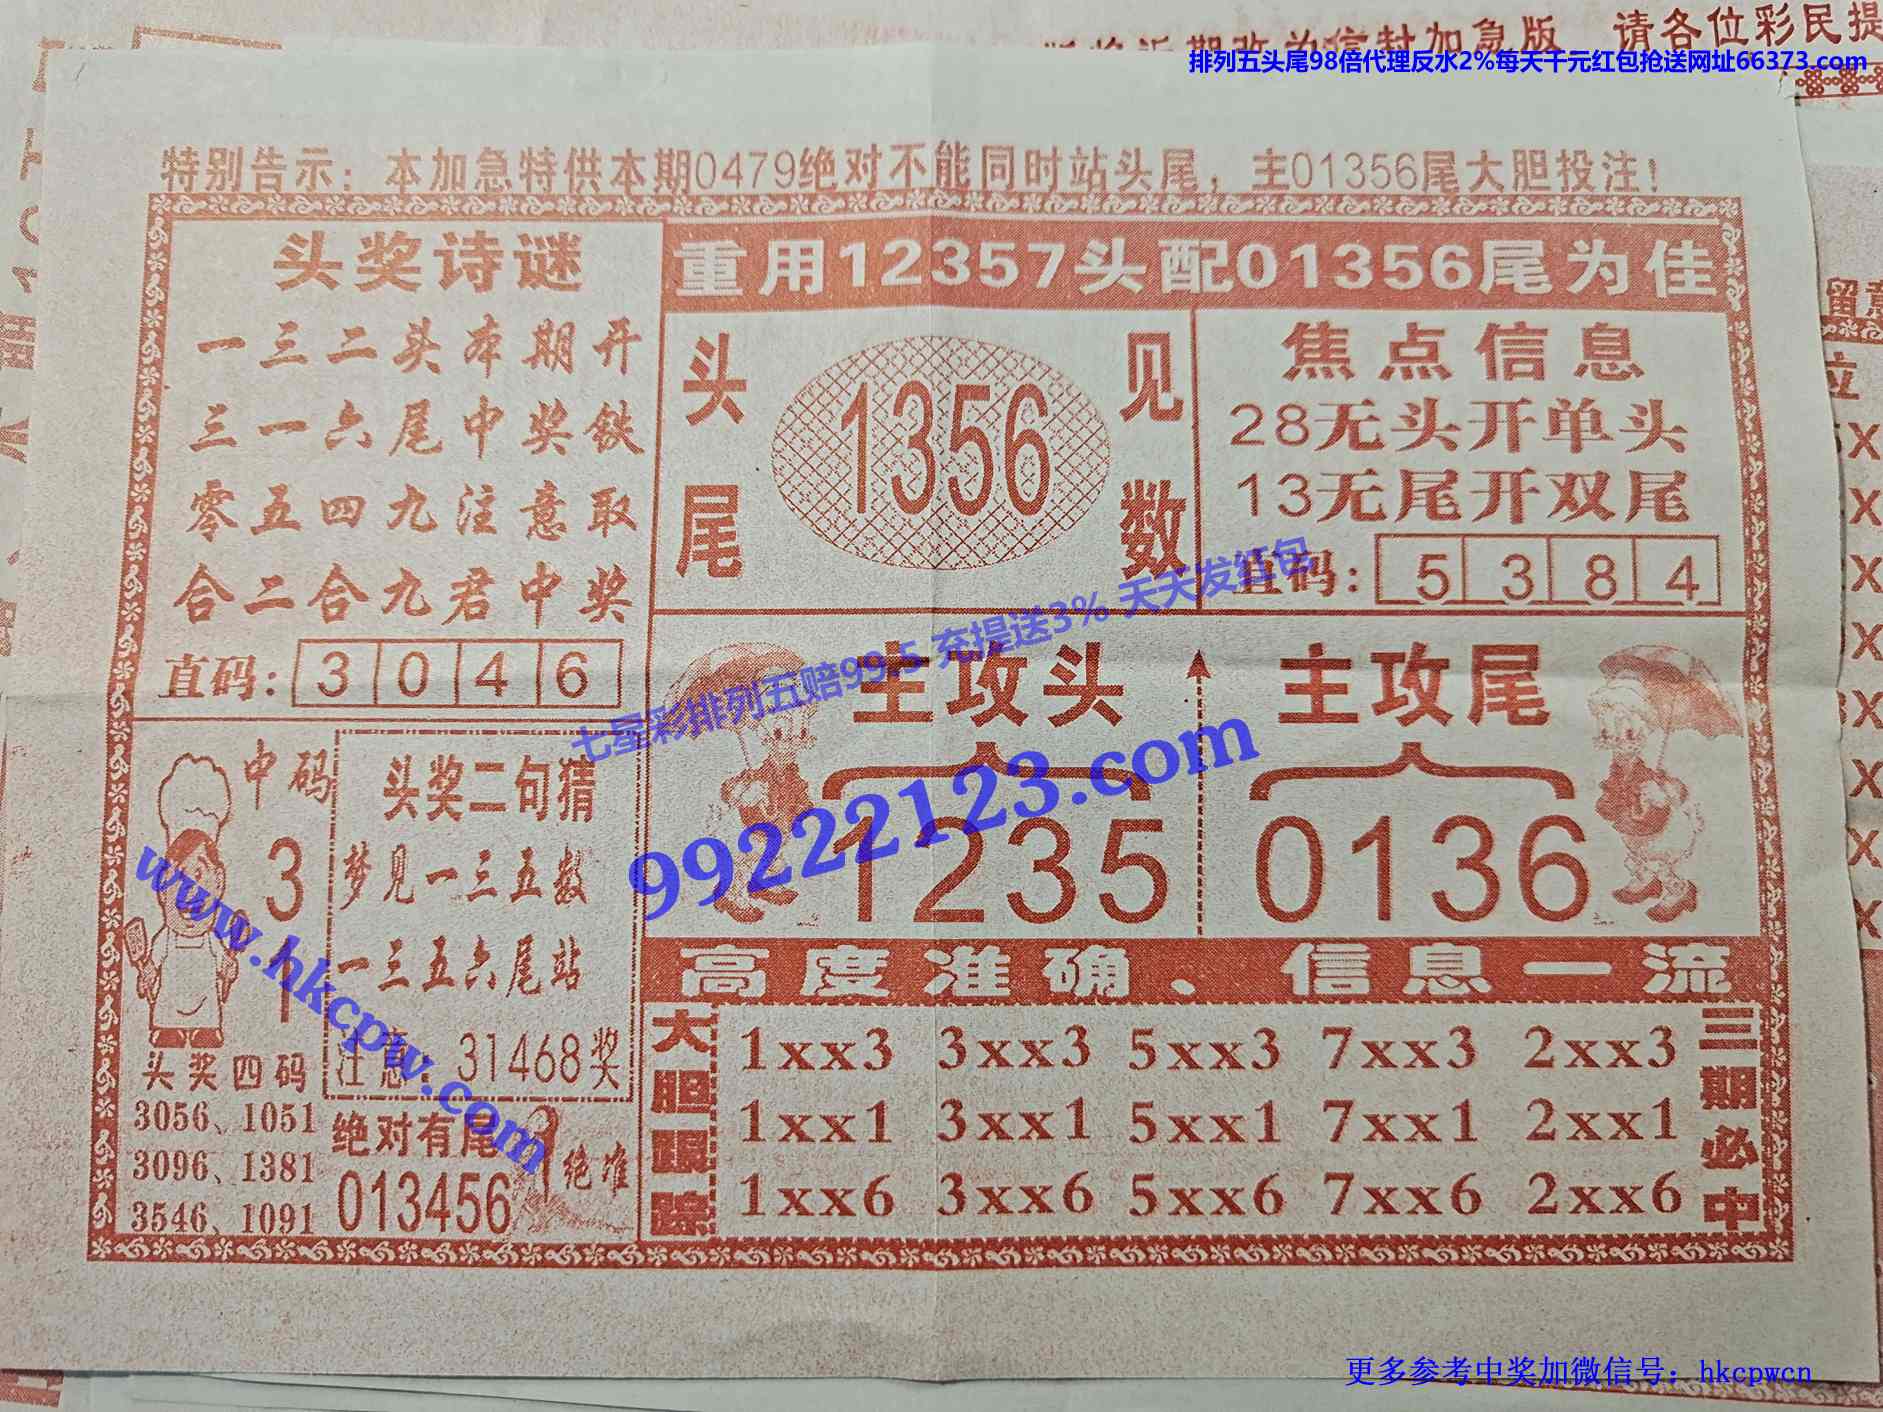 请各位彩民提
排列五头尾98倍代理反水2%每天千元红包抢送网址66373.com
特别告示：本加急特供本期0479绝对不能同时站头尾，主01356尾大胆投注！
重用12357头配01356尾为佳
头奖诗谜
一三二头本期开
三一六尾中奖铁
零五四九注意取
合二合九君中奖
直码：3046
头尾
1356
见数
焦点信息
28无头开单头
13无尾开双尾
直码：5384
七星彩排列五赔99.5 充提送3% 天天发红包
99222123.com
主攻头
1235
主攻尾
0136
中码
3
1
www.hkcpw.com
头奖四码
3056、1051
3096、1381
3546、1091
头奖二句猜
梦见一三五数
一三五六尾站
注意：31468奖
绝对有尾
013456
高度准确、信息一流
大胆跟踪
1xx3 3xx3 5xx3 7xx3 2xx3
1xx1 3xx1 5xx1 7xx1 2xx1
1xx6 3xx6 5xx6 7xx6 2xx6
三期必中
更多参考中奖加微信号：hkcpwcn